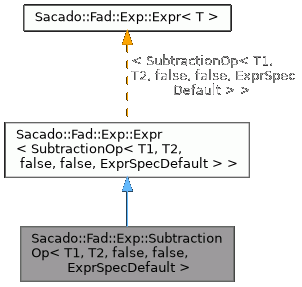 Sacado::Fad::Exp::Expr< T >
< SubtractionOp< T1,
T2, false, false, ExprSpec
Default > >
Sacado::Fad::Exp::Expr
< SubtractionOp< T1, T2,
false, false, ExprSpecDefault > >
Sacado::Fad::Exp::Subtraction
Op< T1, T2, false, false,
ExprSpecDefault >